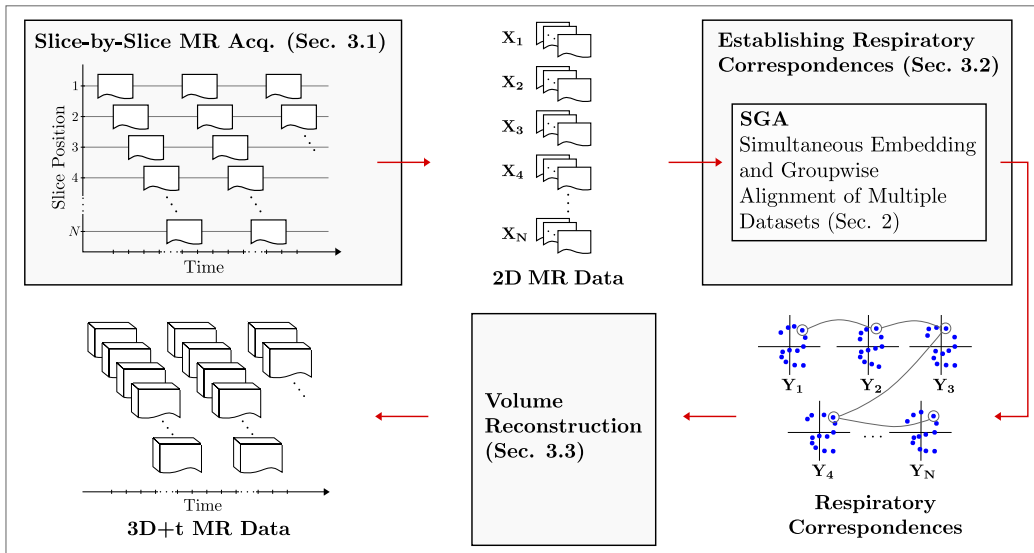 Slice-by-Slice MR Acq. (Sec. 3.1)
Slice Position
1
2
3
4
N
Time
X1
X2
X3
X4
XN
2D MR Data
Establishing Respiratory
Correspondences (Sec. 3.2)
SGA
Simultaneous Embedding
and Groupwise
Alignment of Multiple
Datasets (Sec. 2)
Y1
Y2
Y3
Y4
YN
Respiratory
Correspondences
Volume
Reconstruction
(Sec. 3.3)
Time
3D+t MR Data